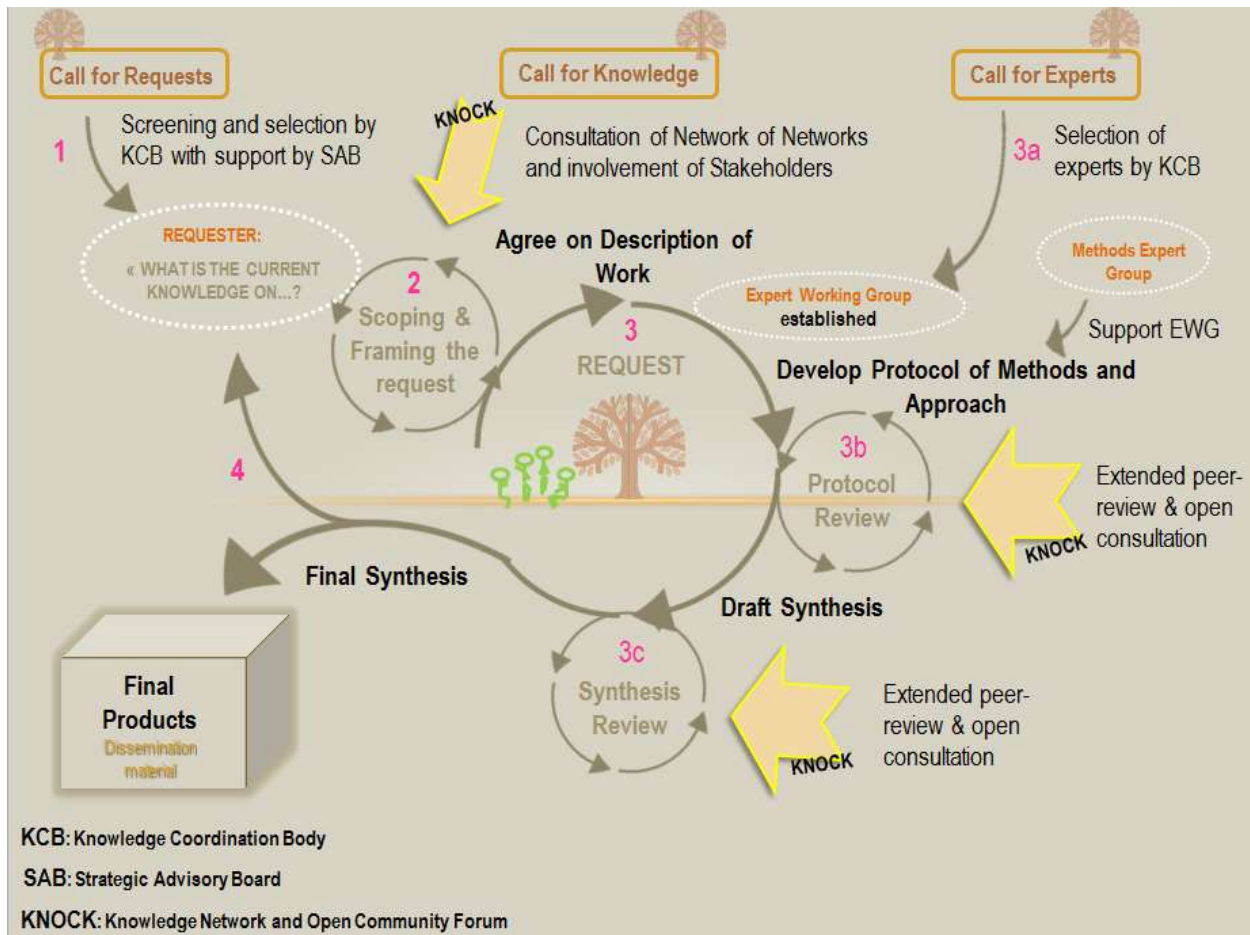 Call for Requests
Call for Knowledge
Call for Experts
1
Screening and selection by
KCB with support by SAB
KNOCK
Consultation of Network of Networks
and involvement of Stakeholders
3a
Selection of
experts by KCB
REQUESTER:
« WHAT IS THE CURRENT
KNOWLEDGE ON...?
2
Scoping &
Framing the
request
Agree on Description of
Work
3
REQUEST
Expert Working Group
established
Methods Expert
Group
Support EWG
Develop Protocol of Methods and
Approach
3b
Protocol
Review
Extended peer-
review & open
consultation
KNOCK
4
Final Synthesis
Draft Synthesis
3c
Synthesis
Review
Extended peer-
review & open
consultation
KNOCK
Final
Products
Dissemination
material
KCB: Knowledge Coordination Body
SAB: Strategic Advisory Board
KNOCK: Knowledge Network and Open Community Forum